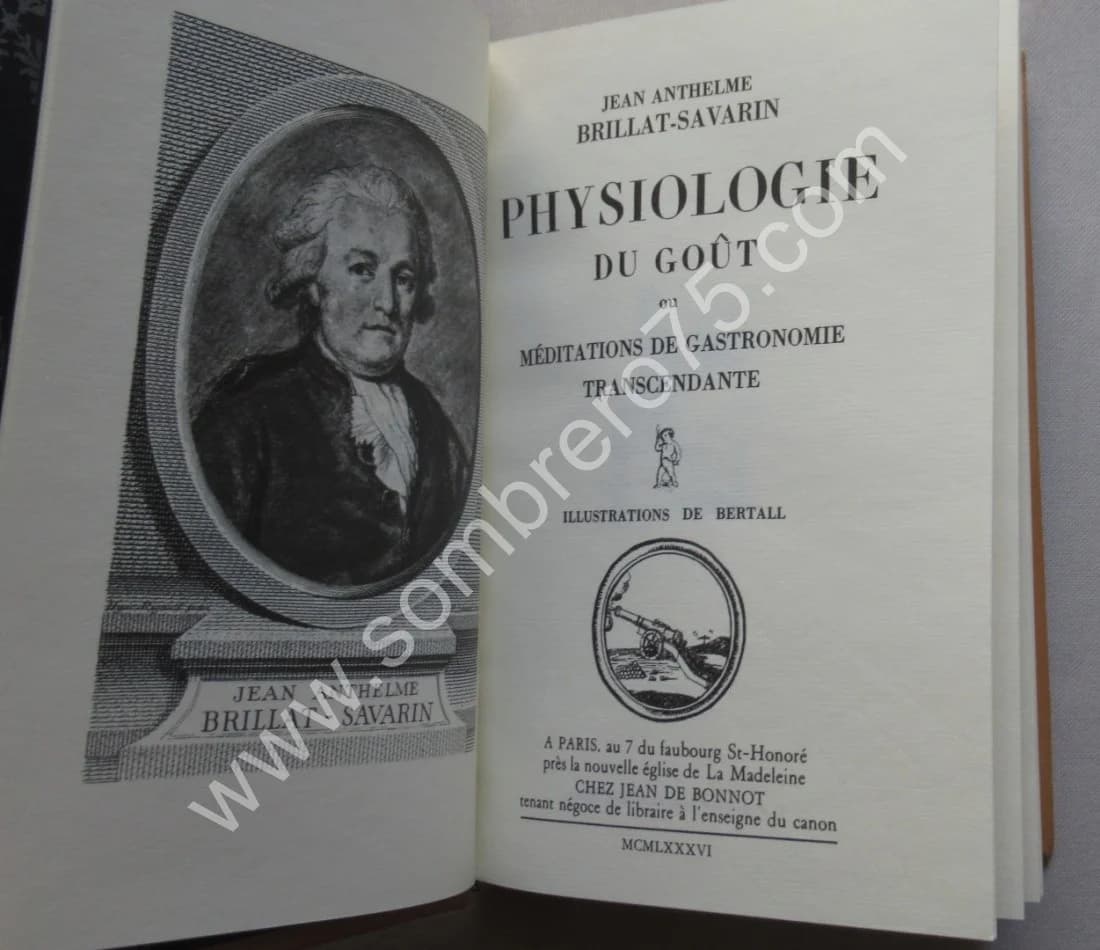 JEAN ANTHELME
BRILLAT-SAVARIN
JEAN ANTHELME
BRILLAT-SAVARIN
PHYSIOLOGIE
DU GOÛT
ou
MÉDITATIONS DE GASTRONOMIE
TRANSCENDANTE
ILLUSTRATIONS DE BERTALL
A PARIS, au 7 du faubourg St-Honoré
près la nouvelle église de La Madeleine
CHEZ JEAN DE BONNOT
tenant négoce de libraire à l'enseigne du canon
MCMLXXXVI
www.sombrero75.com